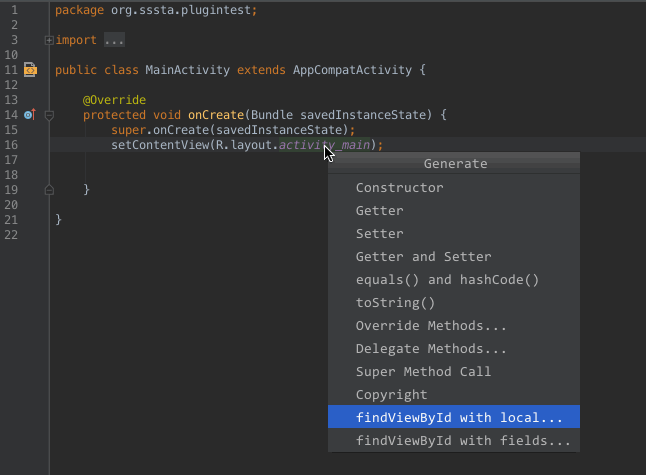 1 package org.sssta.plugintest;
2
3 import ...
10
11 public class MainActivity extends AppCompatActivity {
12
13 @Override
14 protected void onCreate(Bundle savedInstanceState) {
15 super.onCreate(savedInstanceState);
16 setContentView(R.layout.activity_main);
17
18
19 }
20
21 }
22
Generate
Constructor
Getter
Setter
Getter and Setter
equals() and hashCode()
toString()
Override Methods...
Delegate Methods...
Super Method Call
Copyright
findViewById with local...
findViewById with fields...